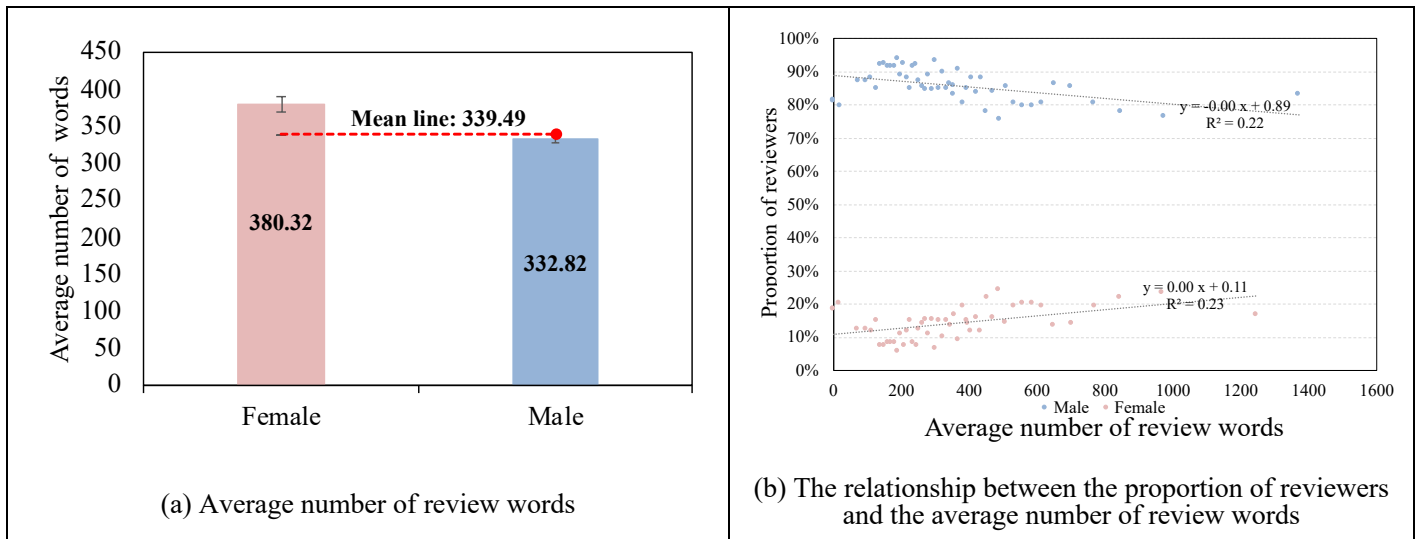 450
400
350
300
250
200
150
100
50
0
Average number of words
Mean line: 339.49
380.32
332.82
Female
Male
(a) Average number of review words
100%
90%
80%
70%
60%
50%
40%
30%
20%
10%
0%
Proportion of reviewers
y = -0.00 x + 0.89
R² = 0.22
y = 0.00 x + 0.11
R² = 0.23
0
200
400
600
800
1000
1200
1400
1600
Male
Female
Average number of review words
(b) The relationship between the proportion of reviewers
and the average number of review words